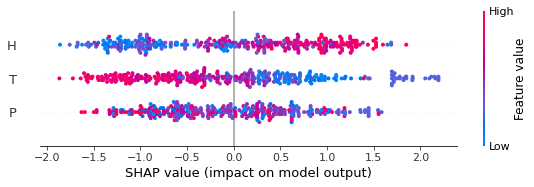 High
H
T
P
Low
Feature value
−2.0 −1.5 −1.0 −0.5 0.0 0.5 1.0 1.5 2.0
SHAP value (impact on model output)